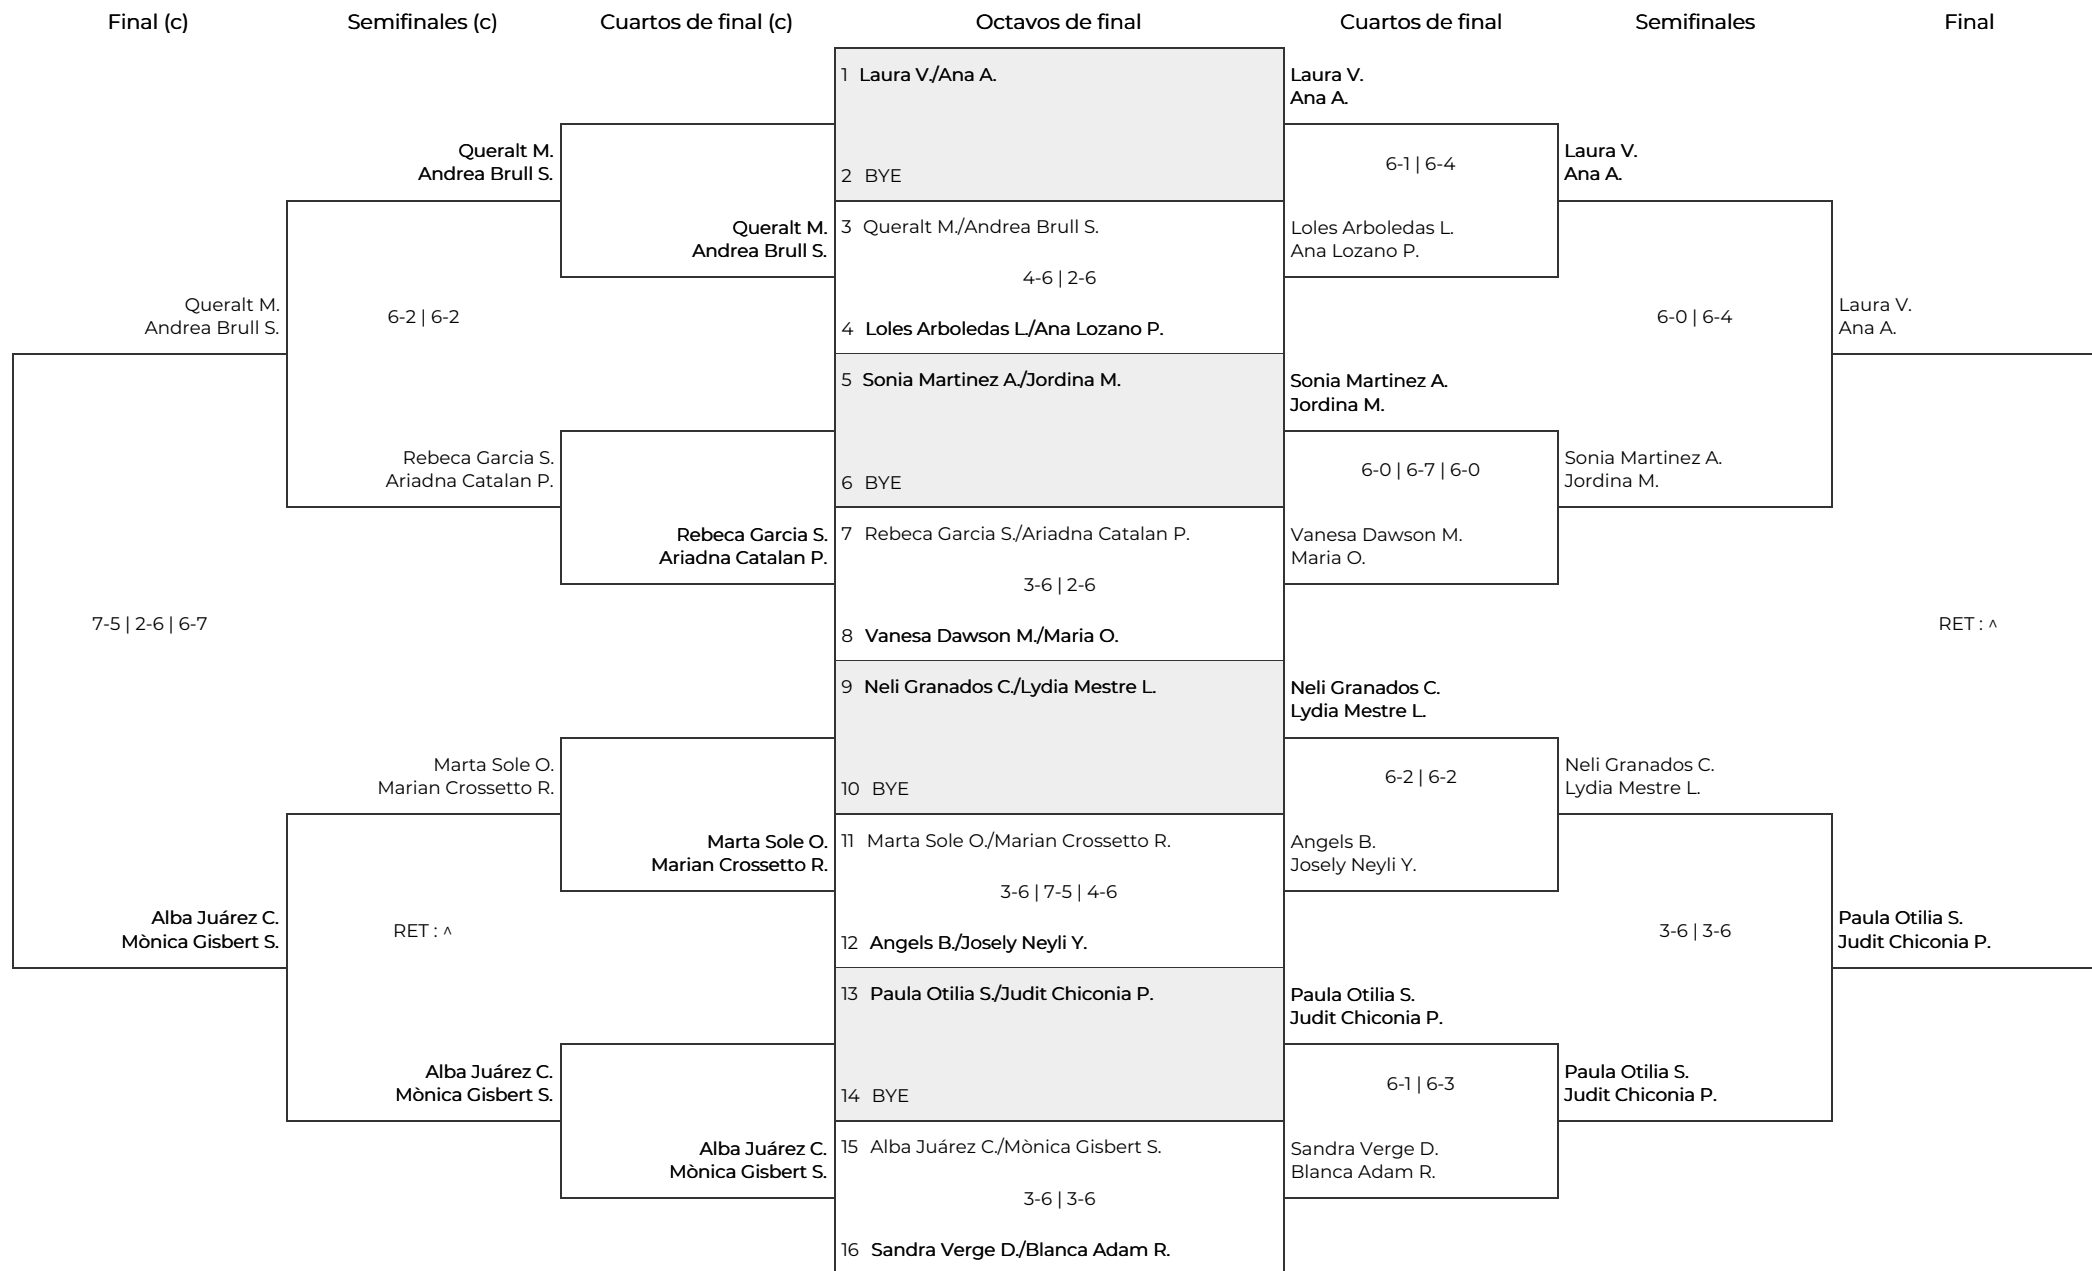 Final (c)
Semifinales (c)
Cuartos de final (c)
Octavos de final
Cuartos de final
Semifinales
Final
Queralt M.
Andrea Brull S.
7-5 | 2-6 | 6-7
Alba Juárez C.
Mònica Gisbert S.
Queralt M.
Andrea Brull S.
6-2 | 6-2
Rebeca Garcia S.
Ariadna Catalan P.
Marta Sole O.
Marian Crossetto R.
RET : ^
Alba Juárez C.
Mònica Gisbert S.
Queralt M.
Andrea Brull S.
Rebeca Garcia S.
Ariadna Catalan P.
Marta Sole O.
Marian Crossetto R.
Alba Juárez C.
Mònica Gisbert S.
1 Laura V./Ana A.
2 BYE
3 Queralt M./Andrea Brull S.
4-6 | 2-6
4 Loles Arboledas L./Ana Lozano P.
5 Sonia Martinez A./Jordina M.
6 BYE
7 Rebeca Garcia S./Ariadna Catalan P.
3-6 | 2-6
8 Vanesa Dawson M./Maria O.
9 Neli Granados C./Lydia Mestre L.
10 BYE
11 Marta Sole O./Marian Crossetto R.
3-6 | 7-5 | 4-6
12 Angels B./Josely Neyli Y.
13 Paula Otilia S./Judit Chiconia P.
14 BYE
15 Alba Juárez C./Mònica Gisbert S.
3-6 | 3-6
16 Sandra Verge D./Blanca Adam R.
Laura V.
Ana A.
6-1 | 6-4
Loles Arboledas L.
Ana Lozano P.
Sonia Martinez A.
Jordina M.
6-0 | 6-7 | 6-0
Vanesa Dawson M.
Maria O.
Neli Granados C.
Lydia Mestre L.
6-2 | 6-2
Angels B.
Josely Neyli Y.
Paula Otilia S.
Judit Chiconia P.
6-1 | 6-3
Sandra Verge D.
Blanca Adam R.
Laura V.
Ana A.
6-0 | 6-4
Sonia Martinez A.
Jordina M.
Neli Granados C.
Lydia Mestre L.
3-6 | 3-6
Paula Otilia S.
Judit Chiconia P.
Laura V.
Ana A.
RET : ^
Paula Otilia S.
Judit Chiconia P.